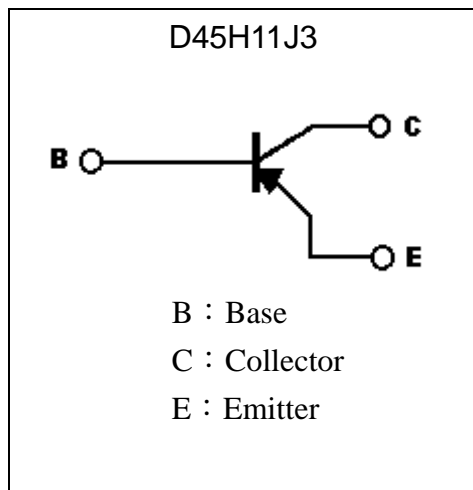 D45H11J3
C
B
E
B：Base
C：Collector
E：Emitter